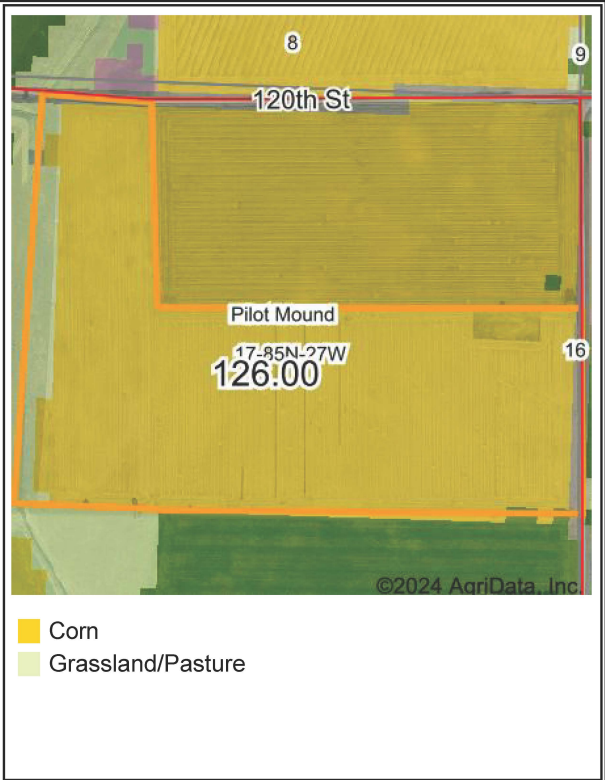 8
9
120th St
Pilot Mound
17-85N-27W
126.00
16
©2024 AgriData, Inc.
Corn
Grassland/Pasture